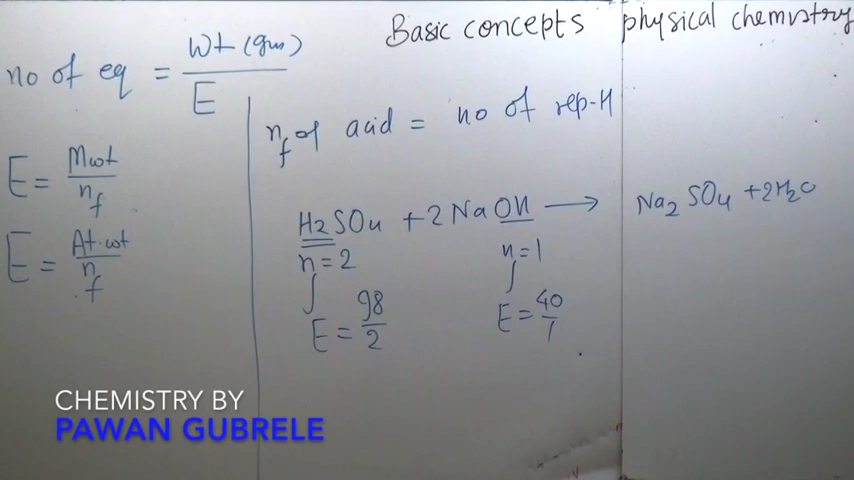 Basic concepts physical chemistry
no of eq = Wt (gm) / E
E = Mwt / nf
E = At.wt / nf
nf of acid = no of rep-H
H2SO4 + 2NaOH → Na2SO4 + 2H2O
n = 2 n = 1
E = 98/2 E = 40/1
CHEMISTRY BY
PAWAN GUBRELE